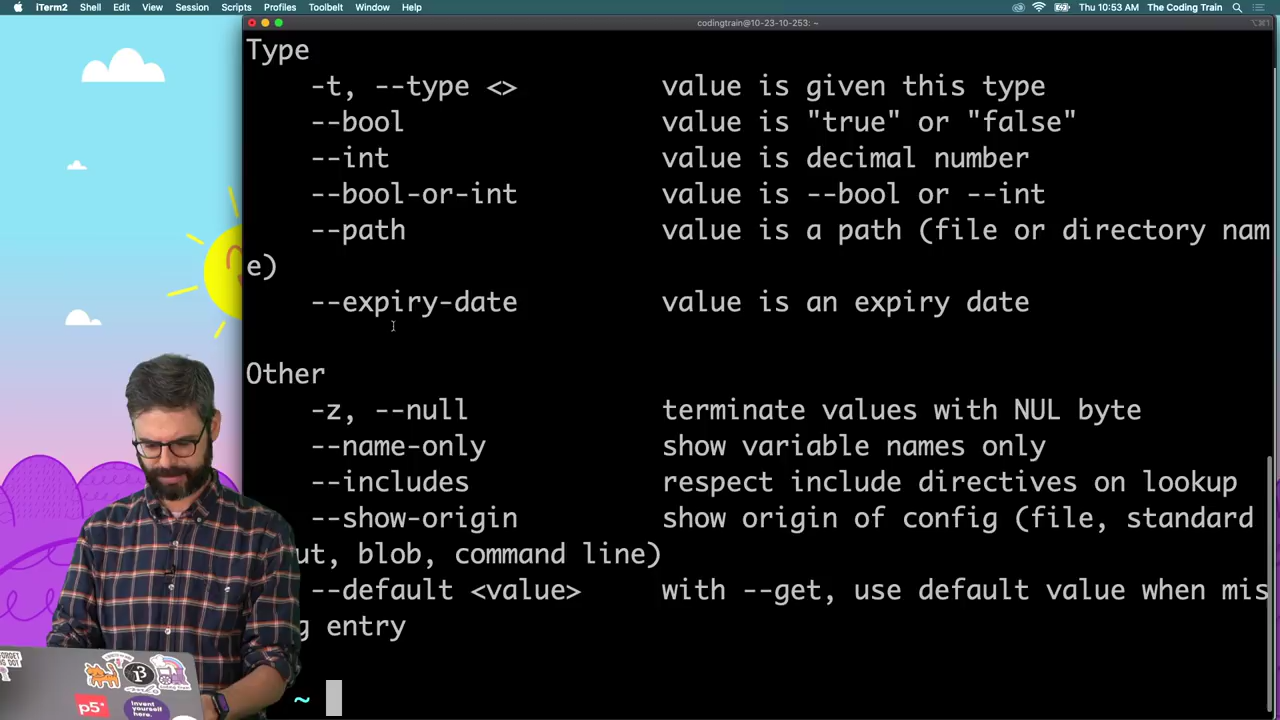 iTerm2 Shell Edit View Session Scripts Profiles Toolbelt Window Help Thu 10:53 AM The Coding Train
codingtrain@10-23-10-253: ~ ⌥⌘1
Type
-t, --type <> value is given this type
--bool value is "true" or "false"
--int value is decimal number
--bool-or-int value is --bool or --int
--path value is a path (file or directory nam
e)
--expiry-date value is an expiry date
Other
-z, --null terminate values with NUL byte
--name-only show variable names only
--includes respect include directives on lookup
--show-origin show origin of config (file, standard
ut, blob, command line)
--default <value> with --get, use default value when mis
g entry
~
p5*
Invent
yourself
here.